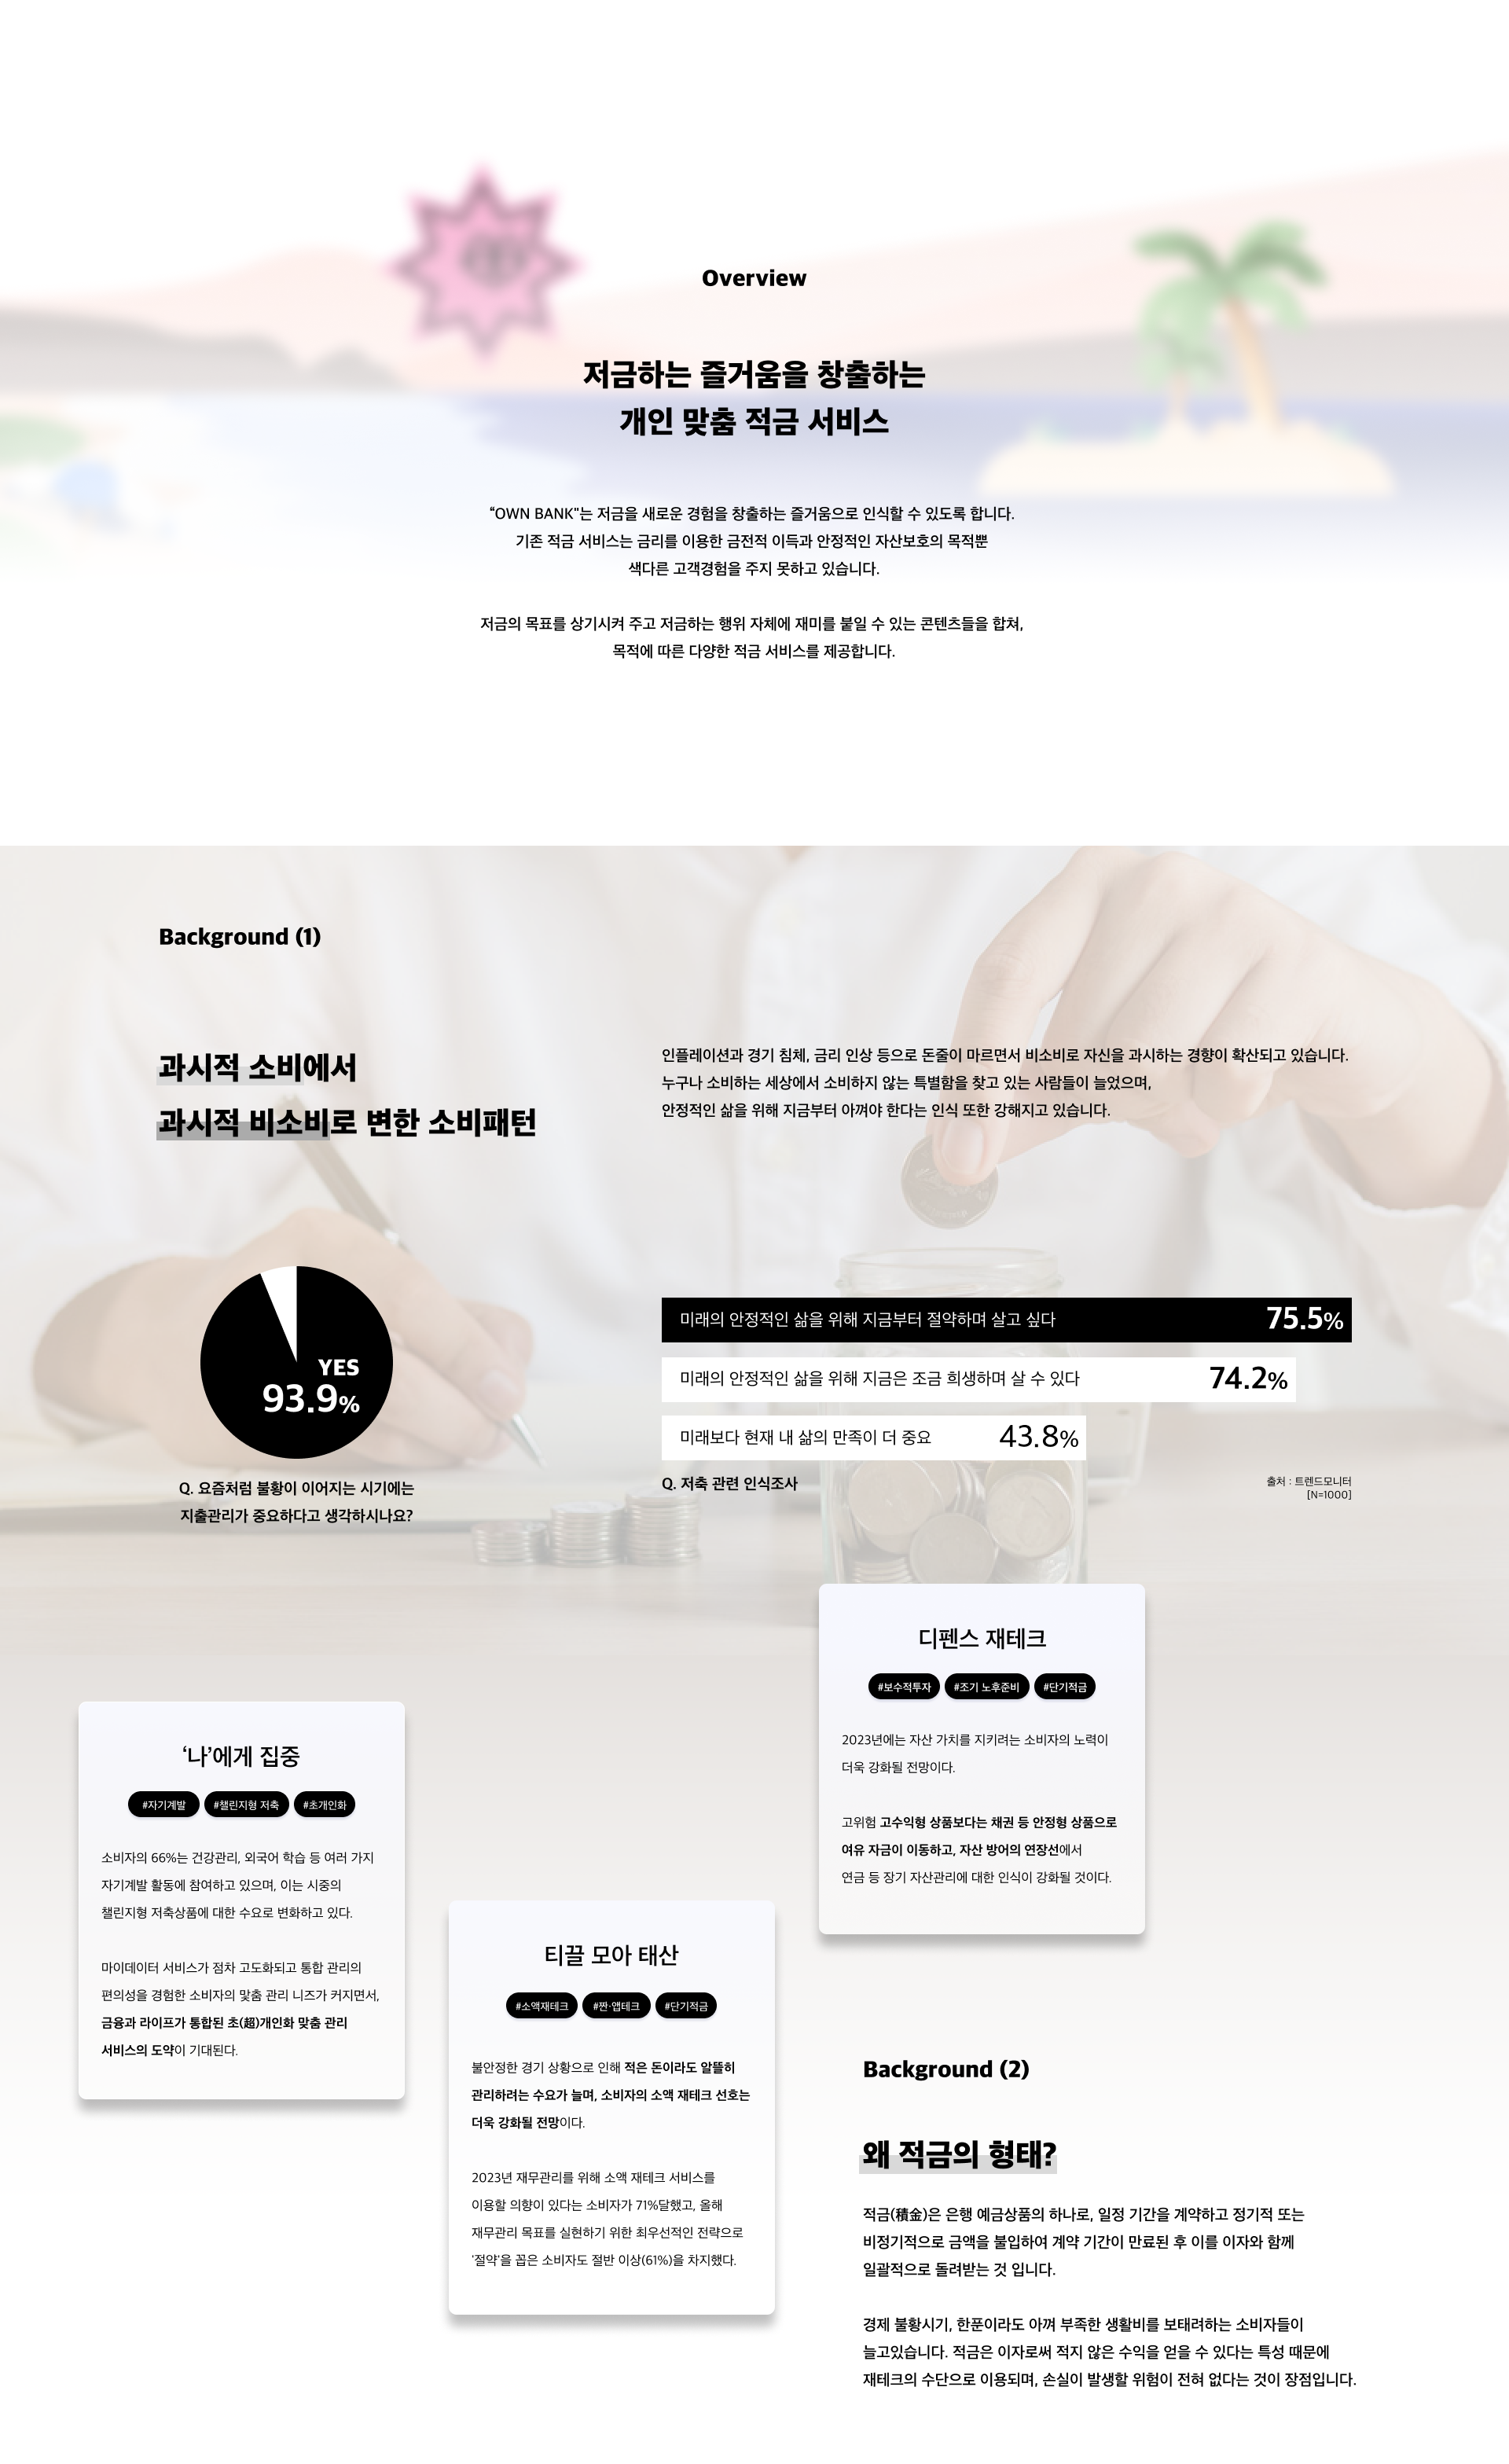 Overview
저금하는 즐거움을 창출하는
개인 맞춤 적금 서비스
“OWN BANK"는 저금을 새로운 경험을 창출하는 즐거움으로 인식할 수 있도록 합니다.
기존 적금 서비스는 금리를 이용한 금전적 이득과 안정적인 자산보호의 목적뿐
색다른 고객경험을 주지 못하고 있습니다.
저금의 목표를 상기시켜 주고 저금하는 행위 자체에 재미를 붙일 수 있는 콘텐츠들을 합쳐,
목적에 따른 다양한 적금 서비스를 제공합니다.
Background (1)
과시적 소비에서
과시적 비소비로 변한 소비패턴
인플레이션과 경기 침체, 금리 인상 등으로 돈줄이 마르면서 비소비로 자신을 과시하는 경향이 확산되고 있습니다.
누구나 소비하는 세상에서 소비하지 않는 특별함을 찾고 있는 사람들이 늘었으며,
안정적인 삶을 위해 지금부터 아껴야 한다는 인식 또한 강해지고 있습니다.
YES
93.9%
Q. 요즘처럼 불황이 이어지는 시기에는
지출관리가 중요하다고 생각하시나요?
미래의 안정적인 삶을 위해 지금부터 절약하며 살고 싶다 75.5%
미래의 안정적인 삶을 위해 지금은 조금 희생하며 살 수 있다 74.2%
미래보다 현재 내 삶의 만족이 더 중요 43.8%
Q. 저축 관련 인식조사
출처 : 트렌드모니터
[N=1000]
‘나’에게 집중
#자기계발 #챌린지형 저축 #초개인화
소비자의 66%는 건강관리, 외국어 학습 등 여러 가지
자기계발 활동에 참여하고 있으며, 이는 시중의
챌린지형 저축상품에 대한 수요로 변화하고 있다.
마이데이터 서비스가 점차 고도화되고 통합 관리의
편의성을 경험한 소비자의 맟춤 관리 니즈가 커지면서,
금융과 라이프가 통합된 초(超)개인화 맞춤 관리
서비스의 도약이 기대된다.
티끌 모아 태산
#소액재테크 #짠·앱테크 #단기적금
불안정한 경기 상황으로 인해 적은 돈이라도 알뜰히
관리하려는 수요가 늘며, 소비자의 소액 재테크 선호는
더욱 강화될 전망이다.
2023년 재무관리를 위해 소액 재테크 서비스를
이용할 의향이 있다는 소비자가 71%달했고, 올해
재무관리 목표를 실현하기 위한 최우선적인 전략으로
'절약'을 꼽은 소비자도 절반 이상(61%)을 차지했다.
디펜스 재테크
#보수적투자 #조기 노후준비 #단기적금
2023년에는 자산 가치를 지키려는 소비자의 노력이
더욱 강화될 전망이다.
고위험 고수익형 상품보다는 채권 등 안정형 상품으로
여유 자금이 이동하고, 자산 방어의 연장선에서
연금 등 장기 자산관리에 대한 인식이 강화될 것이다.
Background (2)
왜 적금의 형태?
적금(積金)은 은행 예금상품의 하나로, 일정 기간을 계약하고 정기적 또는
비정기적으로 금액을 불입하여 계약 기간이 만료된 후 이를 이자와 함께
일괄적으로 돌려받는 것 입니다.
경제 불황시기, 한푼이라도 아껴 부족한 생활비를 보태려하는 소비자들이
늘고있습니다. 적금은 이자로써 적지 않은 수익을 얻을 수 있다는 특성 때문에
재테크의 수단으로 이용되며, 손실이 발생할 위험이 전혀 없다는 것이 장점입니다.